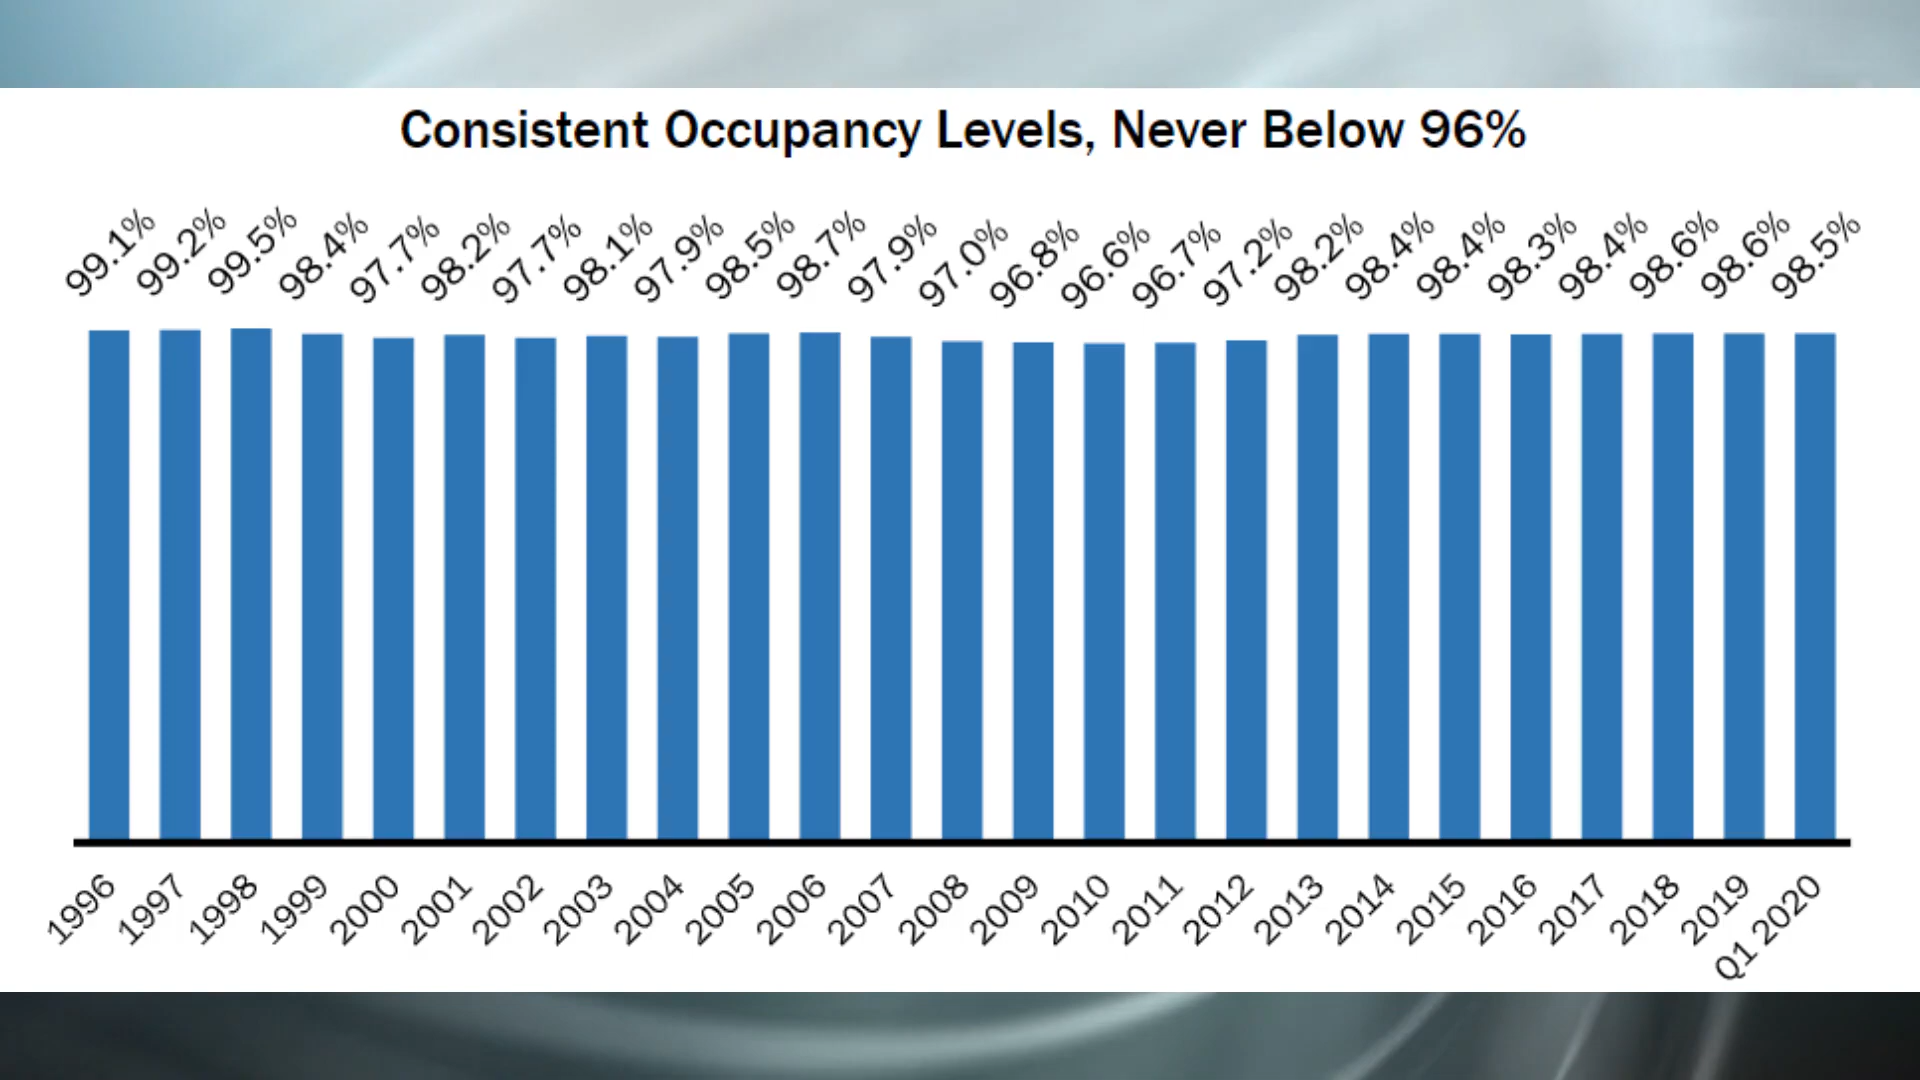 Consistent Occupancy Levels, Never Below 96%
99.1% 99.2% 99.5% 98.4% 97.7% 98.2% 97.7% 98.1% 97.9% 98.5% 98.7% 97.9% 97.0% 96.8% 96.6% 96.7% 97.2% 98.2% 98.4% 98.4% 98.3% 98.4% 98.6% 98.6% 98.5%
1996 1997 1998 1999 2000 2001 2002 2003 2004 2005 2006 2007 2008 2009 2010 2011 2012 2013 2014 2015 2016 2017 2018 2019 Q1 2020